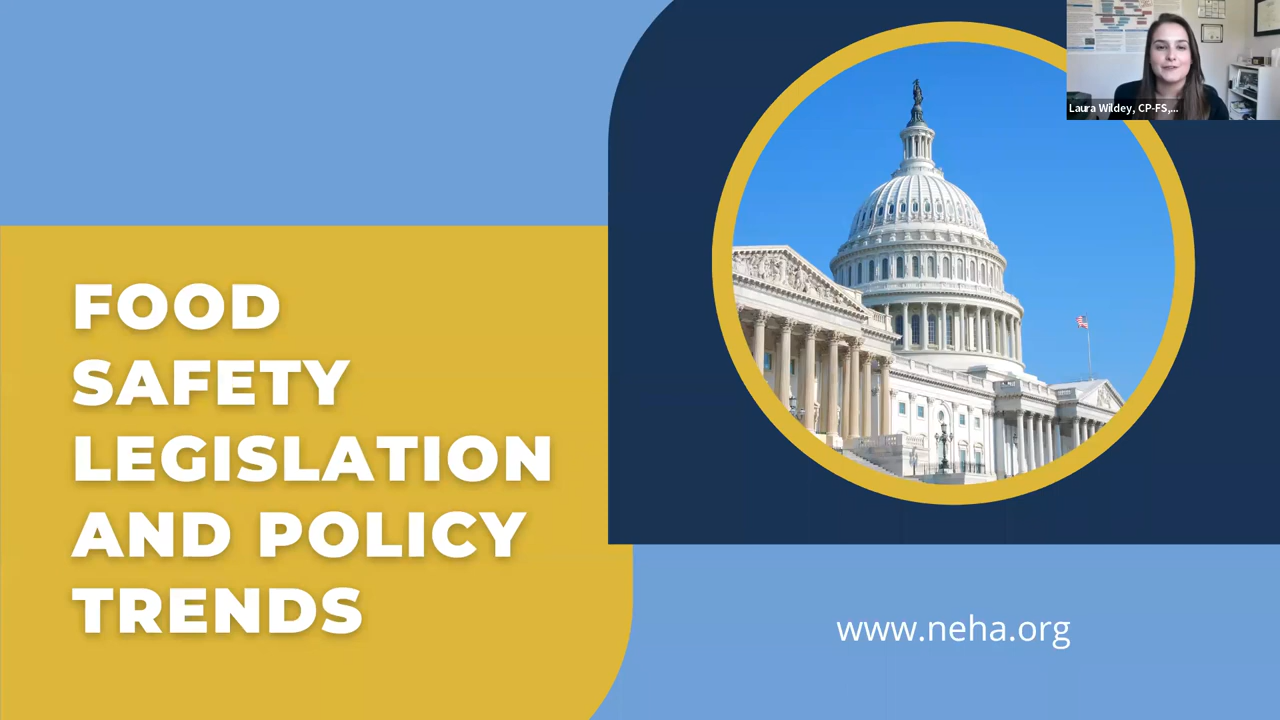 Laura Wildey, CP-FS,...
FOOD
SAFETY
LEGISLATION
AND POLICY
TRENDS
www.neha.org